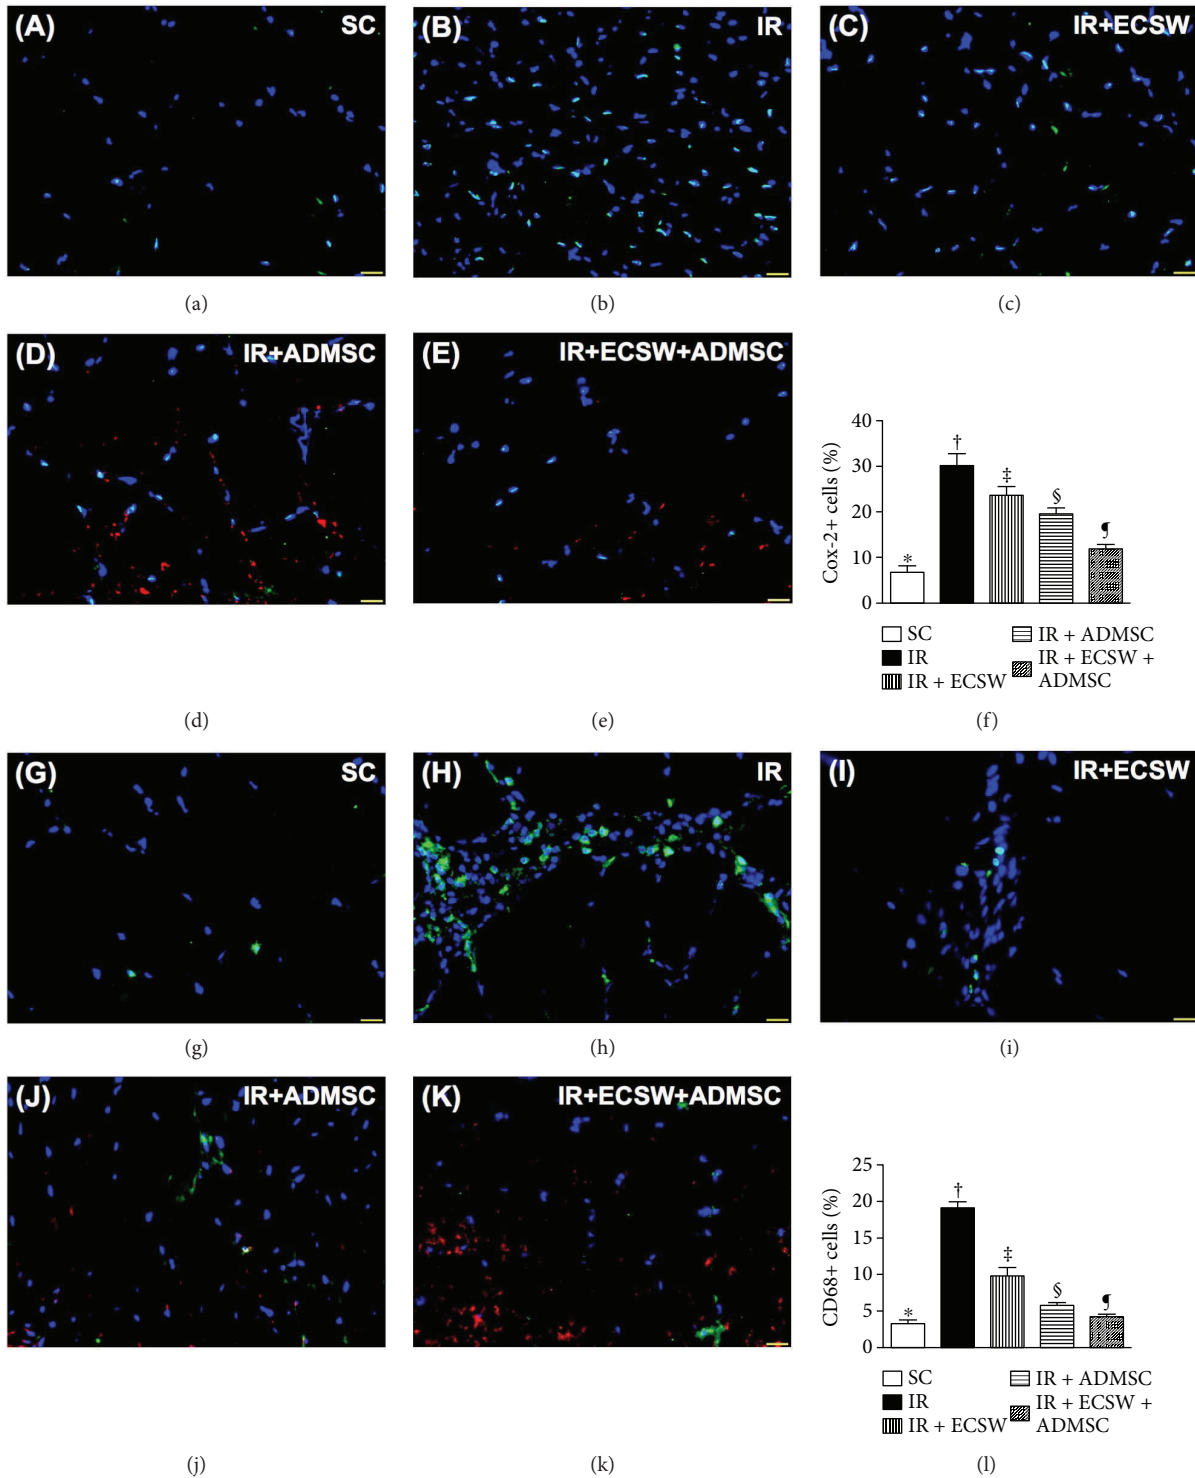 (A) SC
(B) IR
(C) IR+ECSW
(a)
(b)
(c)
(D) IR+ADMSC
(E) IR+ECSW+ADMSC
Cox-2+ cells (%)
40
30
20
10
0
*
†
‡
§
¶
SC
IR
IR + ECSW
IR + ADMSC
IR + ECSW +
ADMSC
(d)
(e)
(f)
(G) SC
(H) IR
(I) IR+ECSW
(g)
(h)
(i)
(J) IR+ADMSC
(K) IR+ECSW+ADMSC
CD68+ cells (%)
25
20
15
10
5
0
*
†
‡
§
¶
SC
IR
IR + ECSW
IR + ADMSC
IR + ECSW +
ADMSC
(j)
(k)
(l)